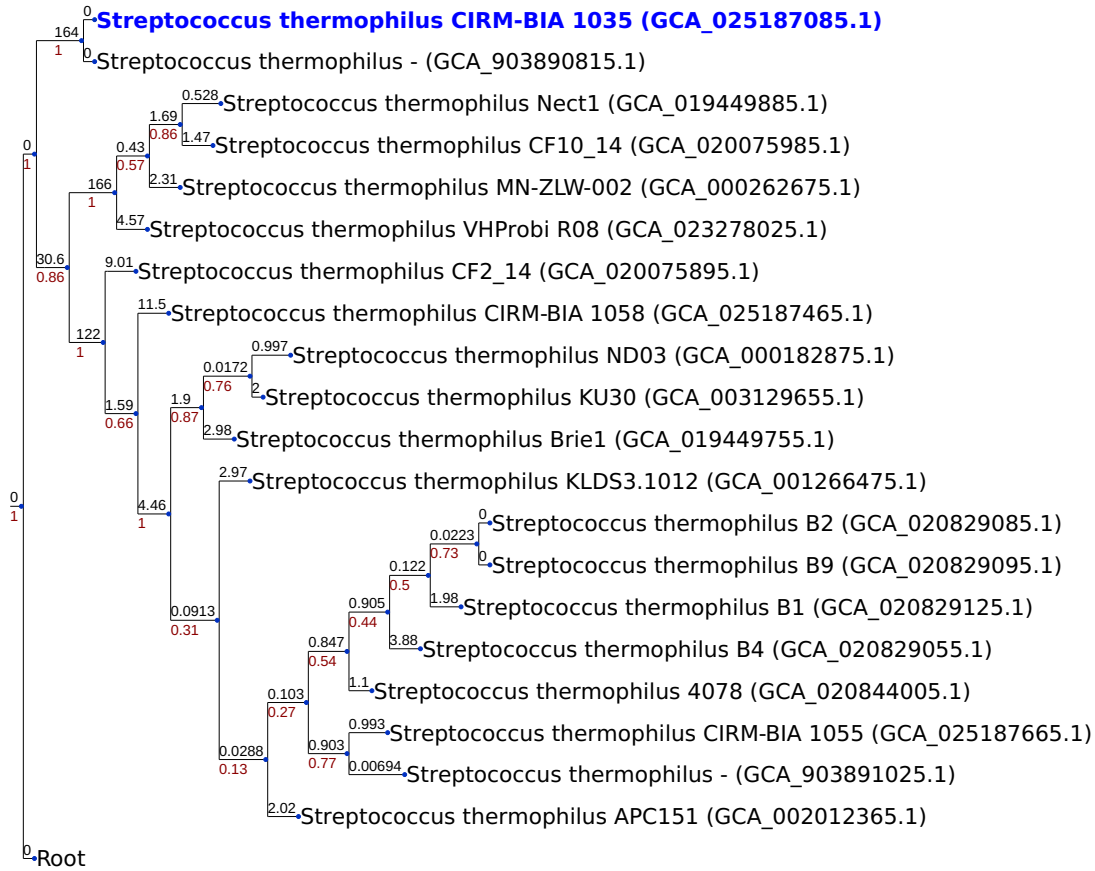 0 Streptococcus thermophilus CIRM-BIA 1035 (GCA_025187085.1)
164
1
0 Streptococcus thermophilus - (GCA_903890815.1)
0.528 Streptococcus thermophilus Nect1 (GCA_019449885.1)
1.69
0.86
1.47 Streptococcus thermophilus CF10_14 (GCA_020075985.1)
0 0.43
1 0.57
2.31 Streptococcus thermophilus MN-ZLW-002 (GCA_000262675.1)
166
1
4.57 Streptococcus thermophilus VHProbi R08 (GCA_023278025.1)
30.6 9.01 Streptococcus thermophilus CF2_14 (GCA_020075895.1)
0.86
11.5 Streptococcus thermophilus CIRM-BIA 1058 (GCA_025187465.1)
122
1
0.997 Streptococcus thermophilus ND03 (GCA_000182875.1)
0.0172
0.76
2 Streptococcus thermophilus KU30 (GCA_003129655.1)
1.59 1.9
0.66 0.87
2.98 Streptococcus thermophilus Brie1 (GCA_019449755.1)
2.97 Streptococcus thermophilus KLDS3.1012 (GCA_001266475.1)
0 4.46
1 1
0 Streptococcus thermophilus B2 (GCA_020829085.1)
0.0223
0.73
0 Streptococcus thermophilus B9 (GCA_020829095.1)
0.122
0.5
1.98 Streptococcus thermophilus B1 (GCA_020829125.1)
0.0913 0.905
0.31 0.44
3.88 Streptococcus thermophilus B4 (GCA_020829055.1)
0.847
0.54
1.1 Streptococcus thermophilus 4078 (GCA_020844005.1)
0.103
0.27
0.993 Streptococcus thermophilus CIRM-BIA 1055 (GCA_025187665.1)
0.0288 0.903
0.13 0.77
0.00694 Streptococcus thermophilus - (GCA_903891025.1)
2.02 Streptococcus thermophilus APC151 (GCA_002012365.1)
0 Root